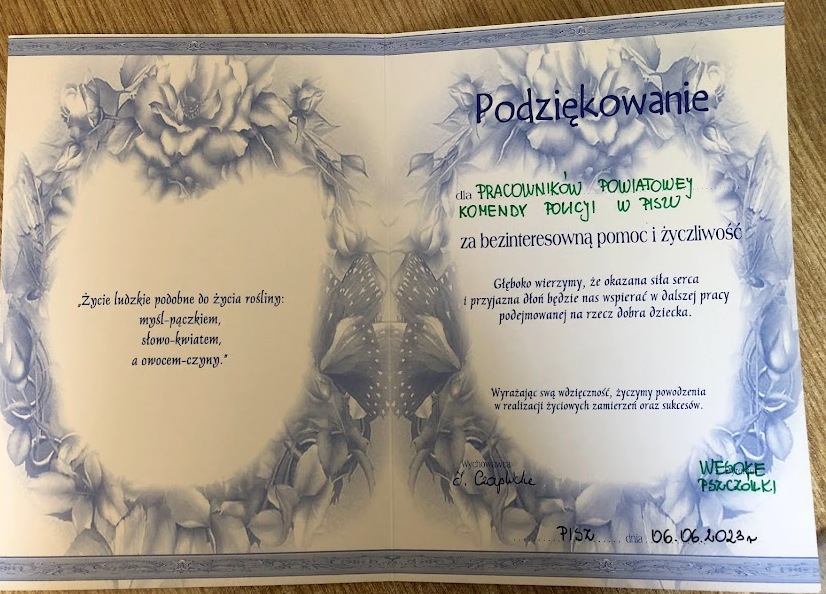 „Życie ludzkie podobne do życia rośliny:
myśl-pączkiem,
słowo-kwiatem,
a owocem-czyny.”
Podziękowanie
dla PRACOWNIKÓW POWIATOWEY
KOMENDY POLICJI W PISZU
za bezinteresowną pomoc i życzliwość
Głęboko wierzymy, że okazana siła serca
i przyjazna dłoń będzie nas wspierać w dalszej pracy
podejmowanej na rzecz dobra dziecka.
Wyrażając swą wdzięczność, życzymy powodzenia
w realizacji życiowych zamierzeń oraz sukcesów.
Wychowawca
WESOŁE
PSZCZÓŁKI
PISZ dnia 06.06.2023r